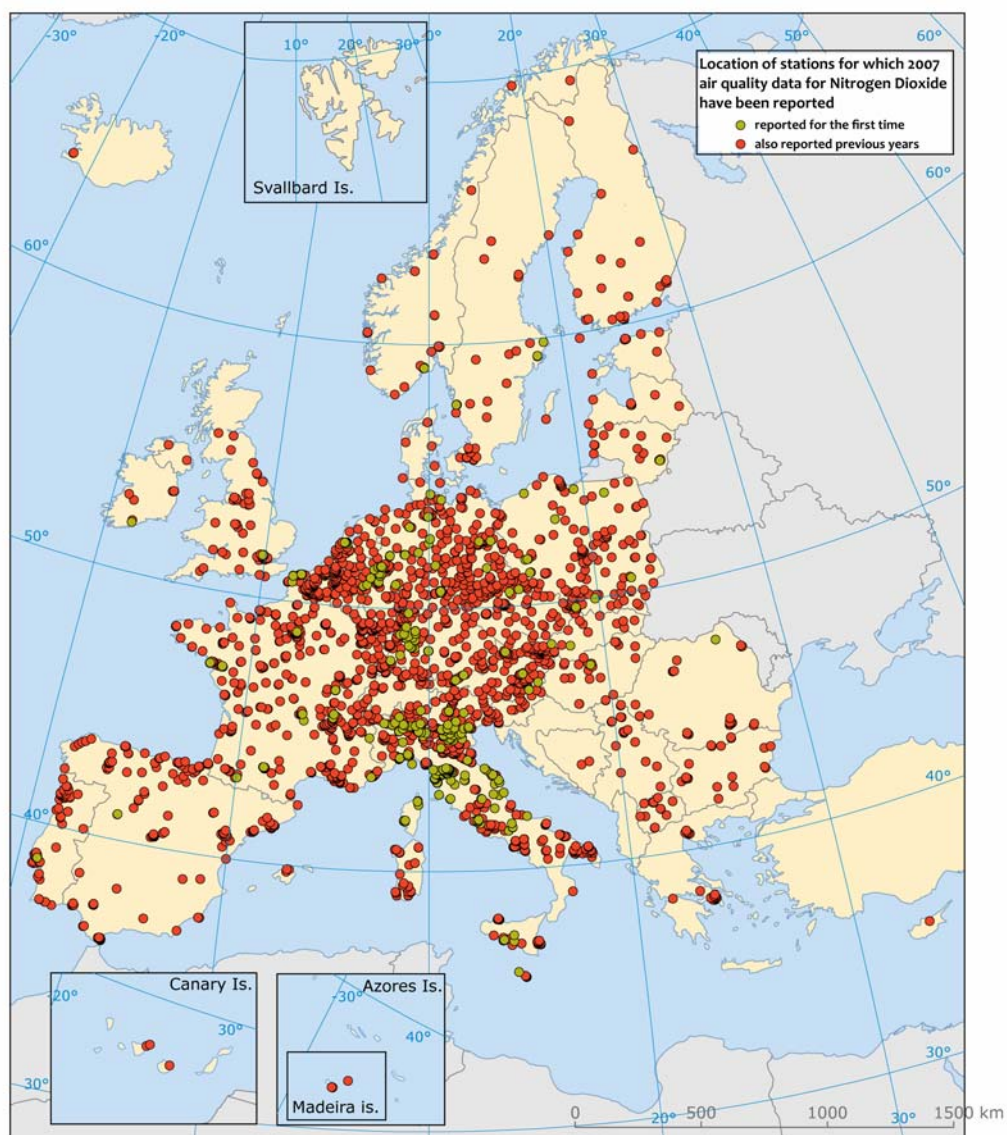 -30°
-20°
10°
20°
30°
20°
30°
40°
50°
60°
Svallbard Is.
Location of stations for which 2007
air quality data for Nitrogen Dioxide
have been reported
reported for the first time
also reported previous years
60°
60°
50°
50°
40°
40°
Canary Is.
-20°
30°
Azores Is.
-30°
40°
Madeira is.
30°
30°
0 500 1000 1500 km
20°
30°